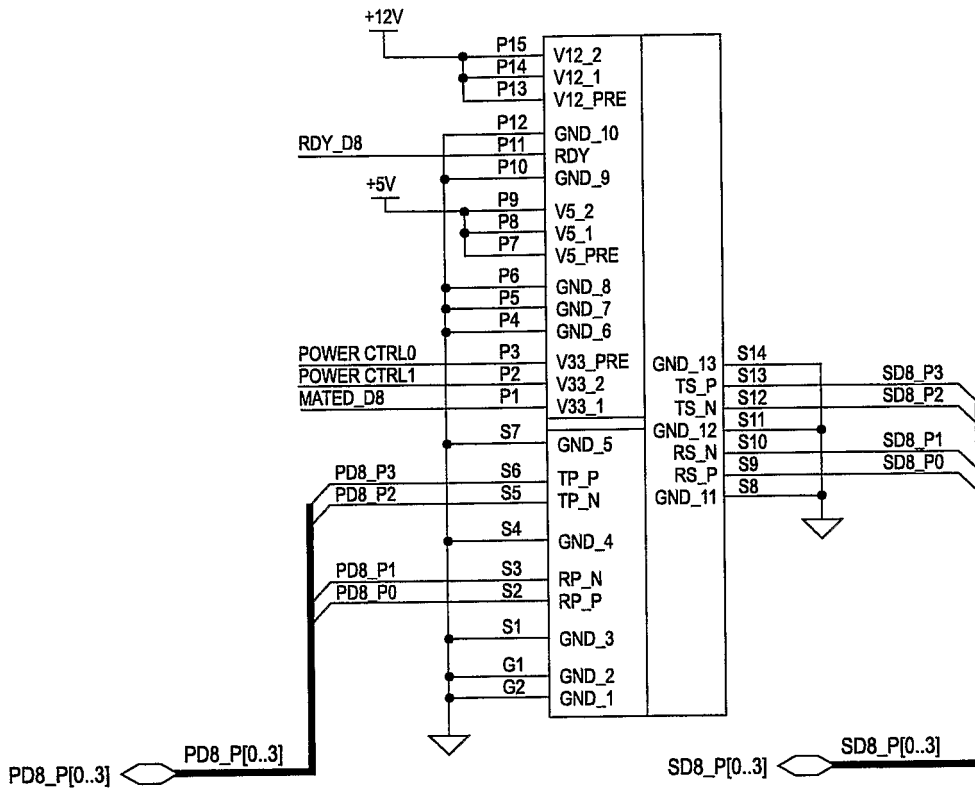 +12V
P15 V12_2
P14 V12_1
P13 V12_PRE
P12 GND_10
RDY_D8 P11 RDY
P10 GND_9
+5V
P9 V5_2
P8 V5_1
P7 V5_PRE
P6 GND_8
P5 GND_7
P4 GND_6
POWER CTRL0 P3 V33_PRE
POWER CTRL1 P2 V33_2
MATED_D8 P1 V33_1
S7 GND_5
PD8_P3 S6 TP_P
PD8_P2 S5 TP_N
S4 GND_4
PD8_P1 S3 RP_N
PD8_P0 S2 RP_P
S1 GND_3
G1 GND_2
G2 GND_1
GND_13 S14
TS_P S13 SD8_P3
TS_N S12 SD8_P2
GND_12 S11
RS_N S10 SD8_P1
RS_P S9 SD8_P0
GND_11 S8
PD8_P[0..3] PD8_P[0..3]
SD8_P[0..3] SD8_P[0..3]